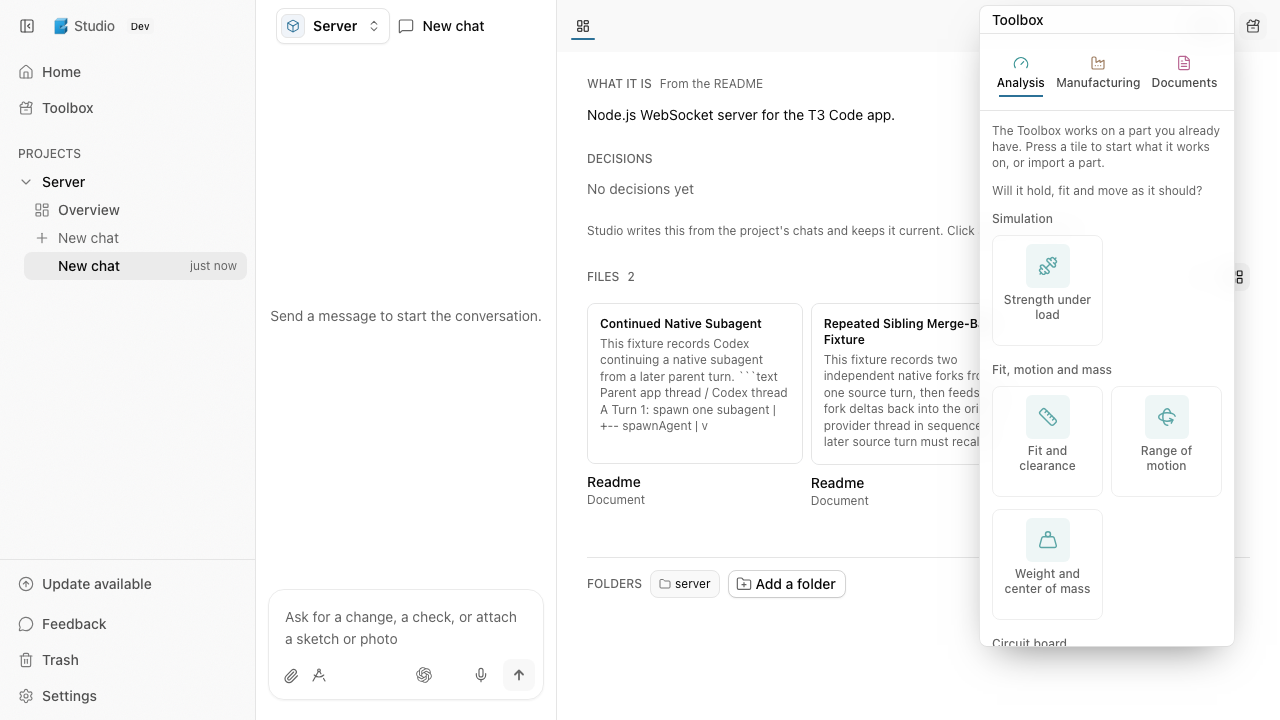 Studio
Dev
Home
Toolbox
PROJECTS
Server
Overview
New chat
New chat
just now
Update available
Feedback
Trash
Settings
Server
New chat
Send a message to start the conversation.
Ask for a change, a check, or attach
a sketch or photo
WHAT IT IS From the README
Node.js WebSocket server for the T3 Code app.
DECISIONS
No decisions yet
Studio writes this from the project's chats and keeps it current. Click
FILES 2
Continued Native Subagent
This fixture records Codex
continuing a native subagent
from a later parent turn. ```text
Parent app thread / Codex thread
A Turn 1: spawn one subagent |
+-- spawnAgent | v
Readme
Document
Repeated Sibling Merge-B
Fixture
This fixture records two
independent native forks
one source turn, then feeds
fork deltas back into the
provider thread in sequence
later source turn must
Readme
Document
FOLDERS
server
Add a folder
Toolbox
Analysis
Manufacturing
Documents
The Toolbox works on a part you already
have. Press a tile to start what it works
on, or import a part.
Will it hold, fit and move as it should?
Simulation
Strength under
load
Fit, motion and mass
Fit and
clearance
Range of
motion
Weight and
center of mass
Circuit board